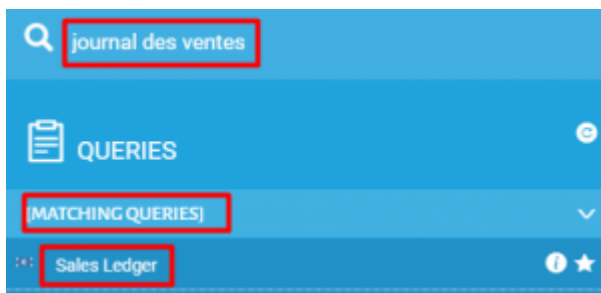 journal des ventes
QUERIES
[MATCHING QUERIES]
Sales Ledger